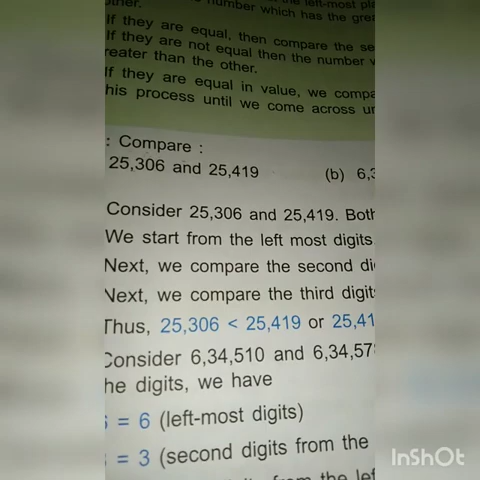 other.
number which has the
If they are equal, then compare the se
If they are not equal then the number
reater than the other.
If they are equal in value, we compa
his process until we come across
: Compare :
25,306 and 25,419 (b) 6,3
Consider 25,306 and 25,419. Both
We start from the left most digits
Next, we compare the second di
Next, we compare the third digit
Thus, 25,306 < 25,419 or 25,41
Consider 6,34,510 and 6,34,57
he digits, we have
= 6 (left-most digits)
= 3 (second digits from the
from the lef
InShOt